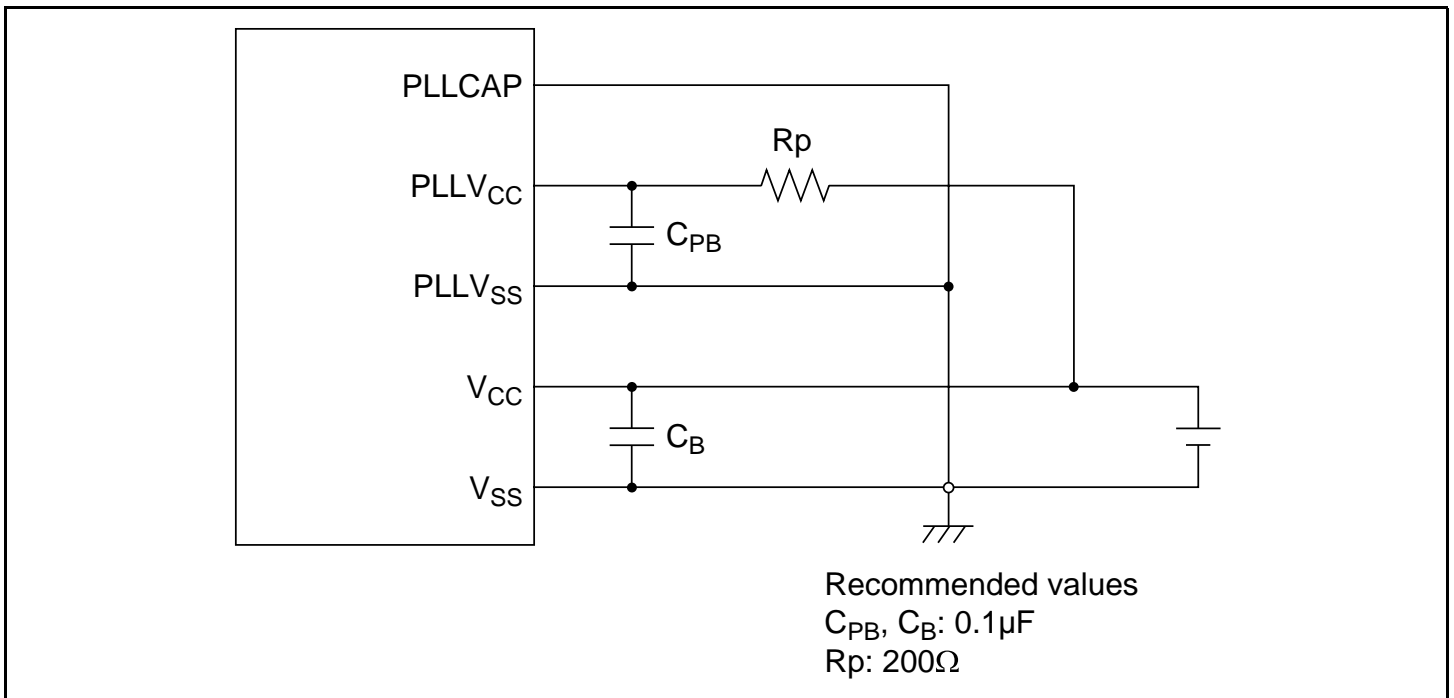 PLLCAP
Rp
PLLVCC
CPB
PLLVSS
VCC
CB
VSS
Recommended values
CPB, CB: 0.1µF
Rp: 200Ω